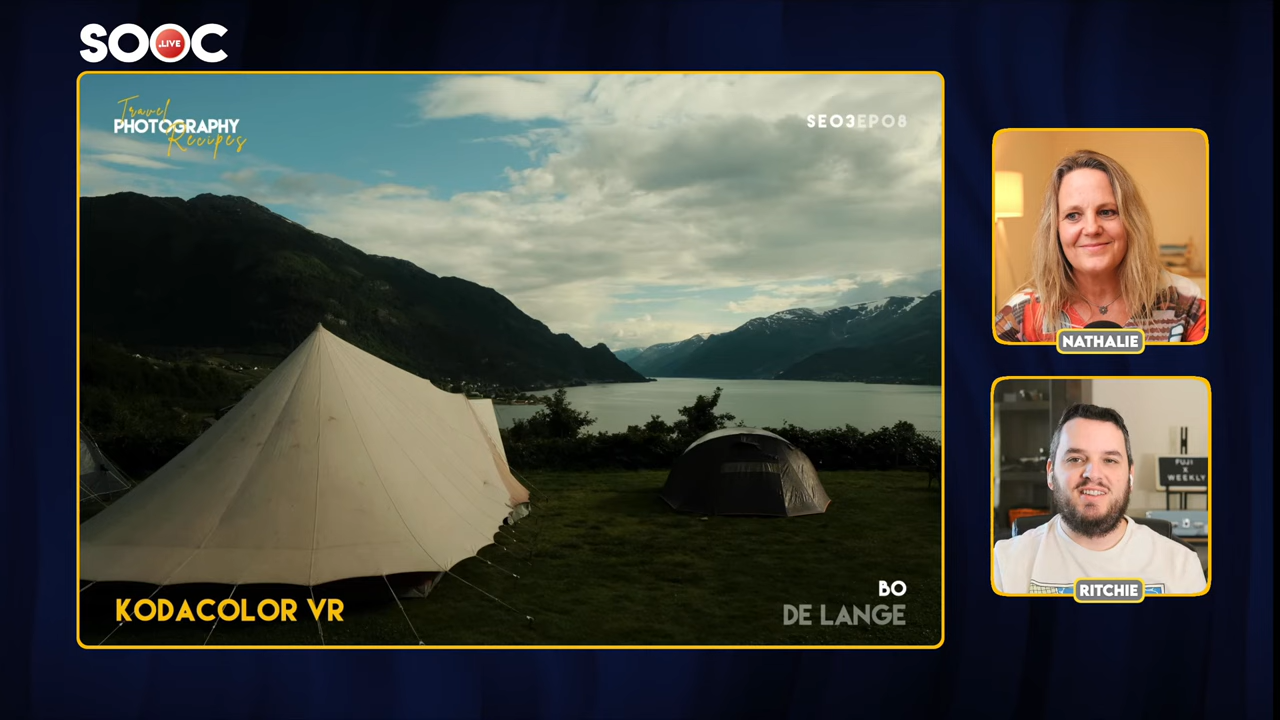 SOOC
.LIVE
Travel
PHOTOGRAPHY
Recipes
SE03EP08
NATHALIE
FUJI
X
WEEKLY
KODACOLOR VR
BO
DE LANGE
RITCHIE